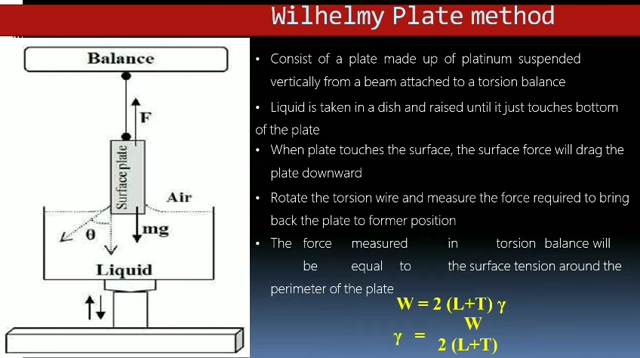 Wilhelmy Plate method
Balance
F
Surface plate
Air
θ
mg
Liquid
• Consist of a plate made up of platinum suspended
vertically from a beam attached to a torsion balance
• Liquid is taken in a dish and raised until it just touches bottom
of the plate
• When plate touches the surface, the surface force will drag the
plate downward
• Rotate the torsion wire and measure the force required to bring
back the plate to former position
• The force measured in torsion balance will
be equal to the surface tension around the
perimeter of the plate
W = 2 (L+T) γ
W
γ =
2 (L+T)